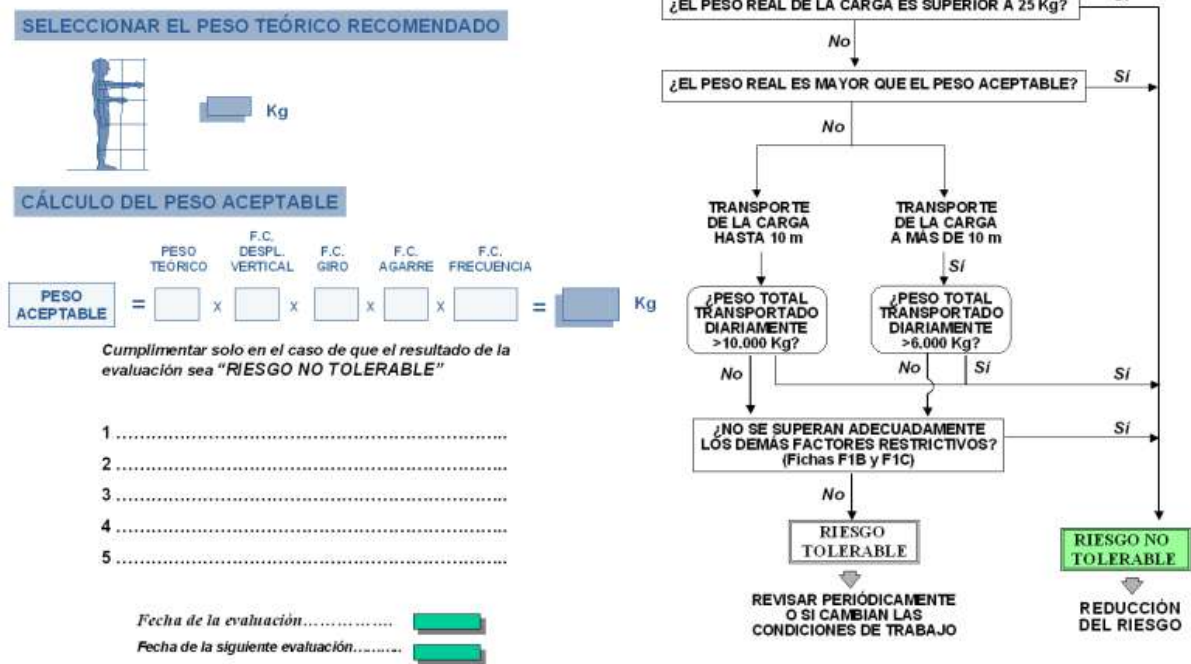 SELECCIONAR EL PESO TEÓRICO RECOMENDADO
Kg
CÁLCULO DEL PESO ACEPTABLE
PESO
TEÓRICO
F.C.
DESPL.
VERTICAL
F.C.
GIRO
F.C.
AGARRE
F.C.
FRECUENCIA
PESO
ACEPTABLE
= x x x x = Kg
Cumplimentar solo en el caso de que el resultado de la
evaluación sea “RIESGO NO TOLERABLE”
1 ..................................................................
2 ..................................................................
3 ..................................................................
4 ..................................................................
5 ..................................................................
Fecha de la evaluación................
Fecha de la siguiente evaluación..........
¿EL PESO REAL DE LA CARGA ES SUPERIOR A 25 Kg?
No
¿EL PESO REAL ES MAYOR QUE EL PESO ACEPTABLE?
Sí
No
TRANSPORTE
DE LA CARGA
HASTA 10 m
TRANSPORTE
DE LA CARGA
A MÁS DE 10 m
Sí
¿PESO TOTAL
TRANSPORTADO
DIARIAMENTE
>10.000 Kg?
¿PESO TOTAL
TRANSPORTADO
DIARIAMENTE
>6.000 Kg?
No
No
Sí
Sí
¿NO SE SUPERAN ADECUADAMENTE
LOS DEMÁS FACTORES RESTRICTIVOS?
(Fichas F1B y F1C)
Sí
No
RIESGO
TOLERABLE
RIESGO NO
TOLERABLE
REVISAR PERIÓDICAMENTE
O SI CAMBIAN LAS
CONDICIONES DE TRABAJO
REDUCCIÓN
DEL RIESGO